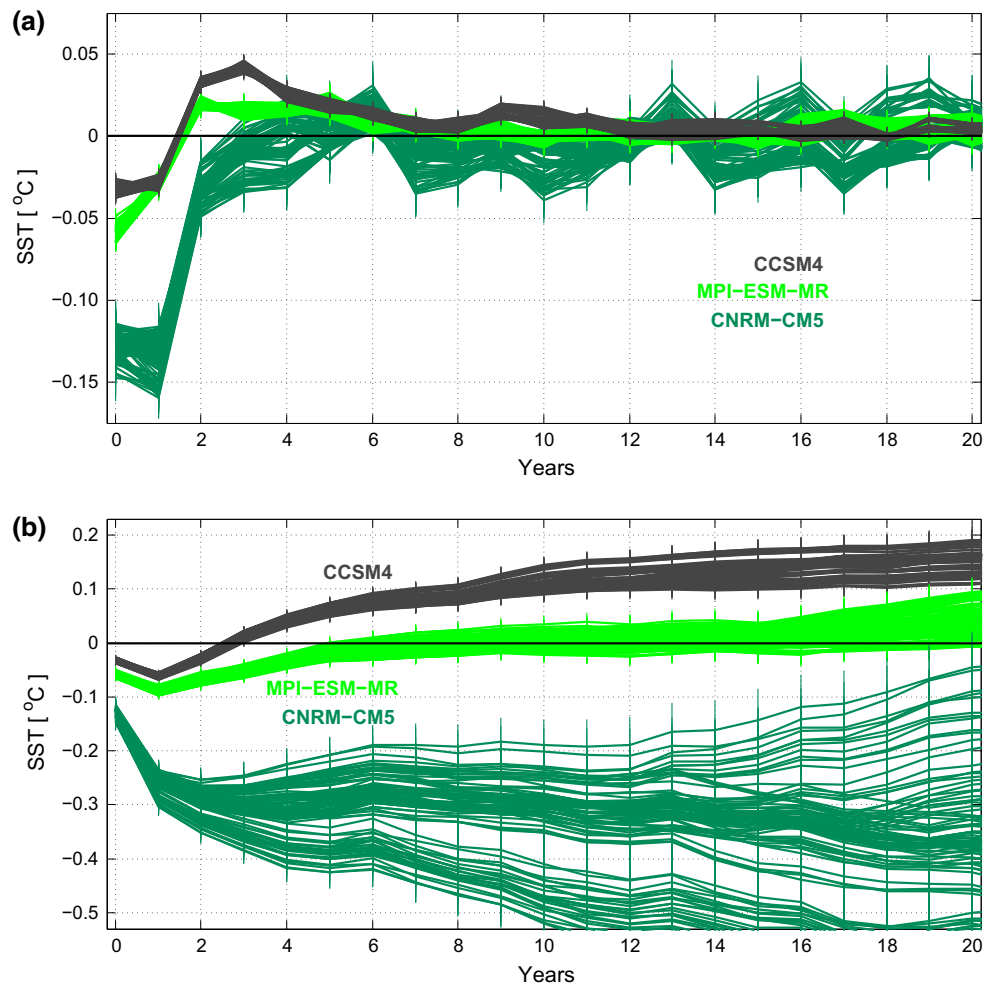 (a)
SST [ °C ]
0.05
0
−0.05
−0.10
−0.15
CCSM4
MPI−ESM−MR
CNRM−CM5
0 2 4 6 8 10 12 14 16 18 20
Years
(b)
SST [ °C ]
0.2
0.1
0
−0.1
−0.2
−0.3
−0.4
−0.5
CCSM4
MPI−ESM−MR
CNRM−CM5
0 2 4 6 8 10 12 14 16 18 20
Years